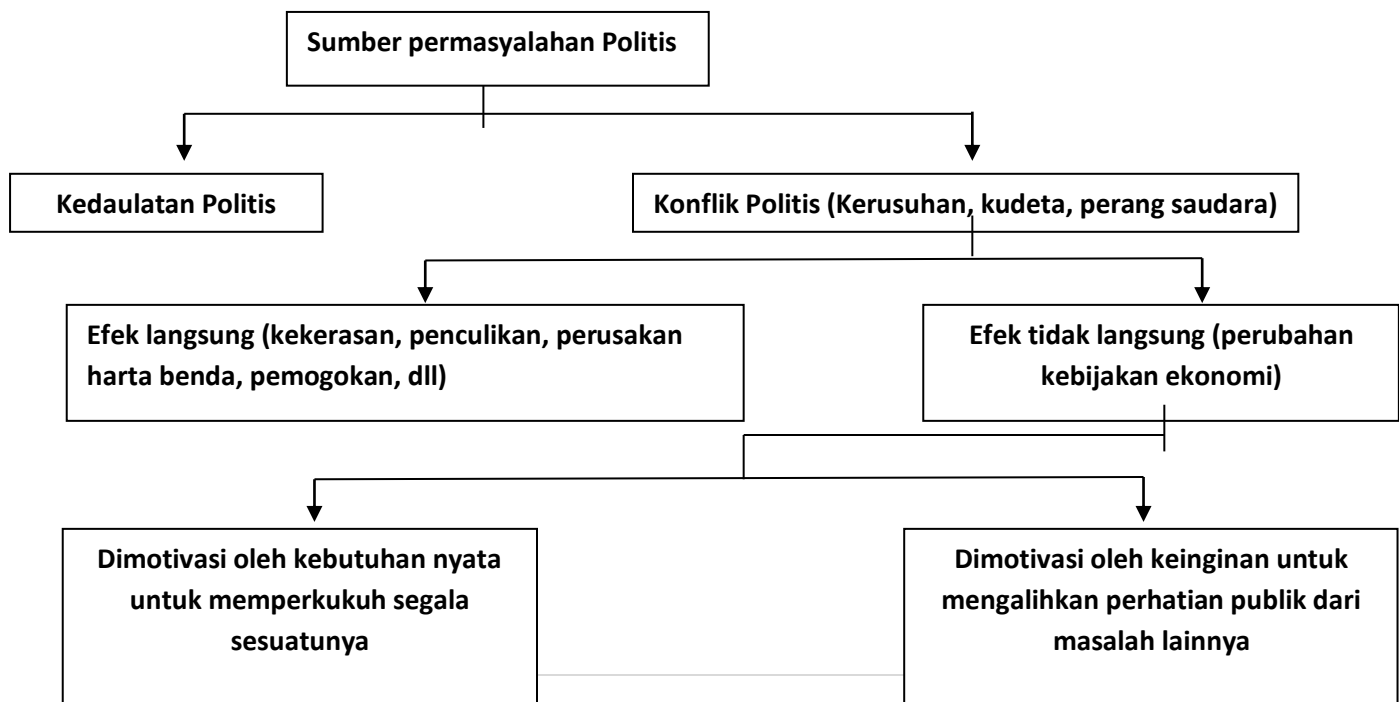 Sumber permasyalahan Politis
Kedaulatan Politis
Konflik Politis (Kerusuhan, kudeta, perang saudara)
Efek langsung (kekerasan, penculikan, perusakan
harta benda, pemogokan, dll)
Efek tidak langsung (perubahan
kebijakan ekonomi)
Dimotivasi oleh kebutuhan nyata
untuk memperkukuh segala
sesuatunya
Dimotivasi oleh keinginan untuk
mengalihkan perhatian publik dari
masalah lainnya